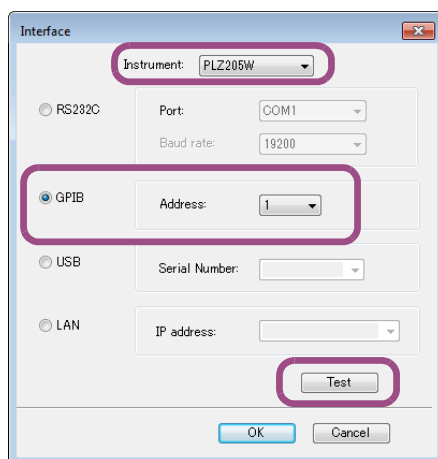 Interface
Instrument: PLZ205W
RS232C Port: COM1
Baud rate: 19200
GPIB Address: 1
USB Serial Number:
LAN IP address:
Test
OK Cancel